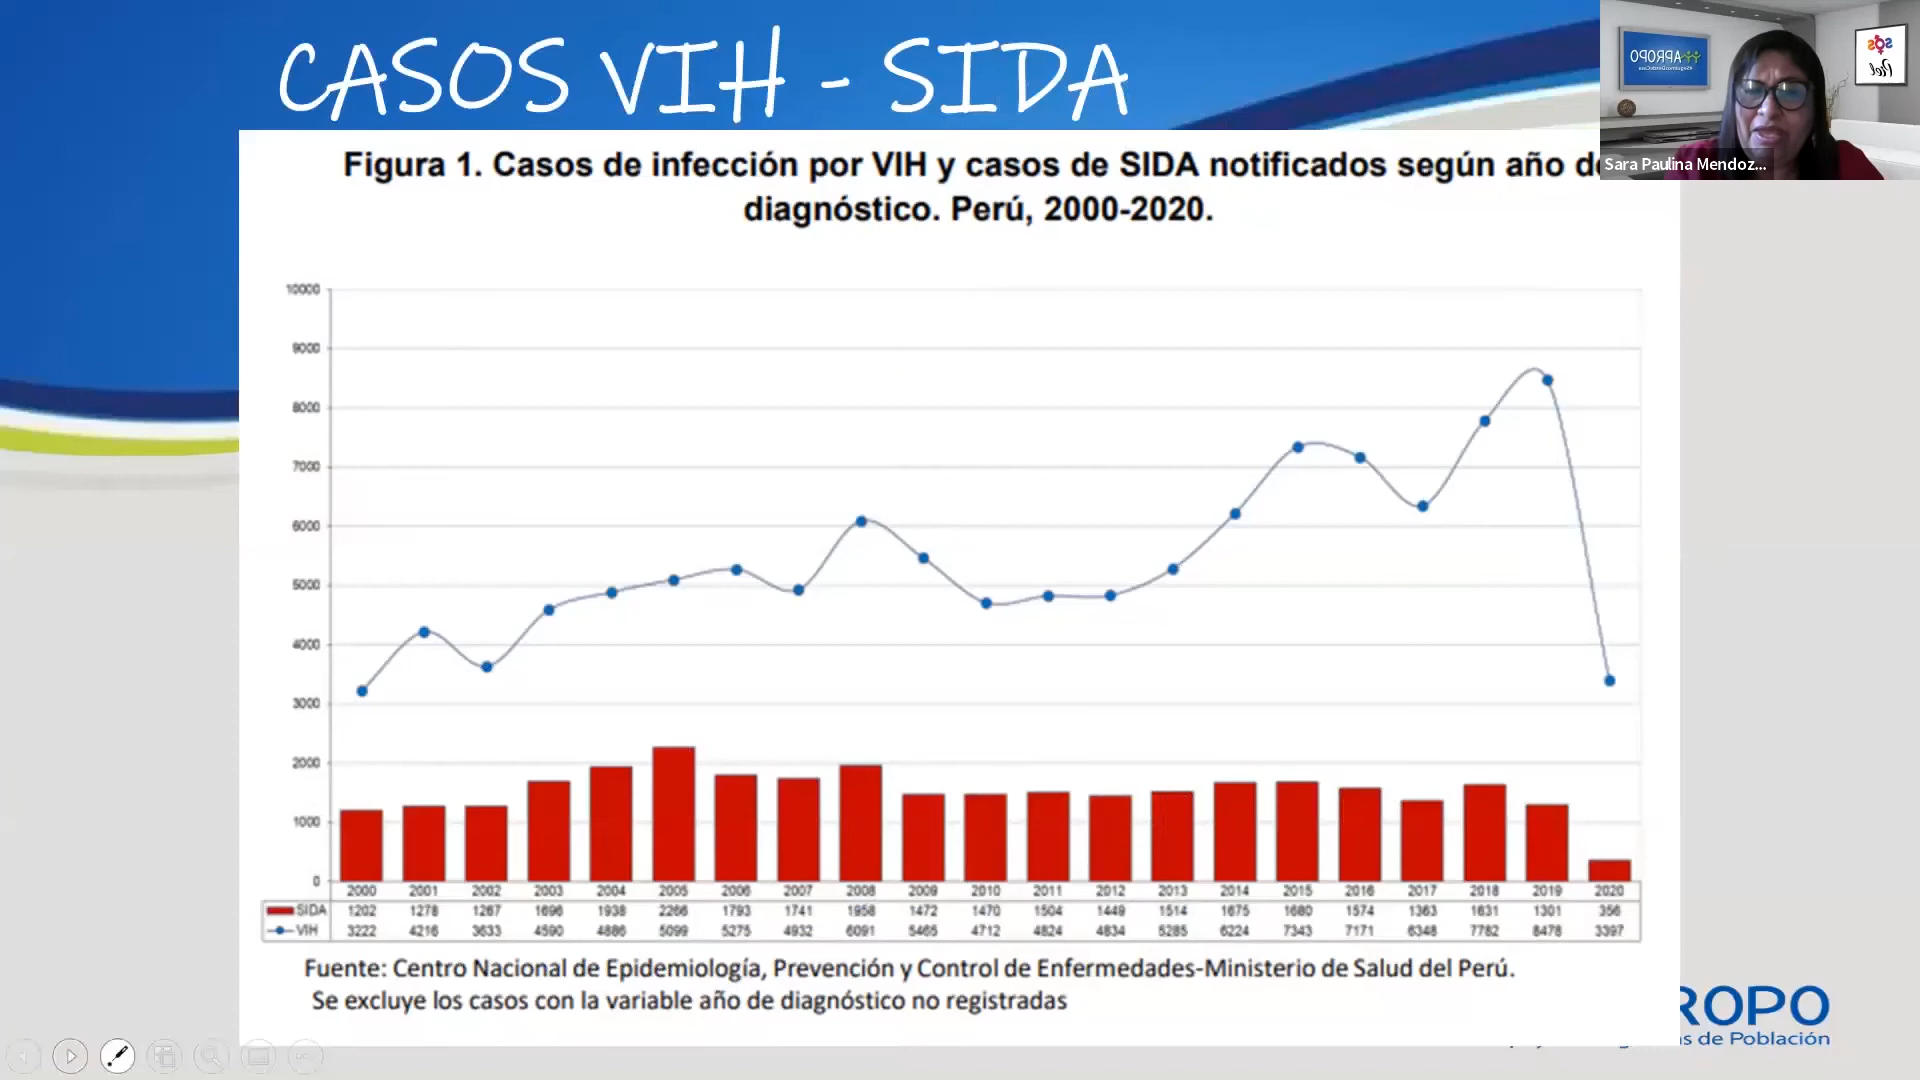 CASOS VIH - SIDA
APROPO
SOS
Piel
Sara Paulina Mendoz...
Figura 1. Casos de infección por VIH y casos de SIDA notificados según año d
diagnóstico. Perú, 2000-2020.
10000
9000
8000
7000
6000
5000
4000
3000
2000
1000
0
2000 2001 2002 2003 2004 2005 2006 2007 2008 2009 2010 2011 2012 2013 2014 2015 2016 2017 2018 2019 2020
SIDA 1202 1278 1267 1696 1938 2266 1793 1741 1958 1472 1470 1504 1449 1514 1675 1680 1574 1363 1631 1301 356
VIH 3222 4216 3633 4590 4886 5099 5275 4932 6091 5465 4712 4824 4834 5285 6224 7343 7171 6348 7782 8478 3397
Fuente: Centro Nacional de Epidemiología, Prevención y Control de Enfermedades-Ministerio de Salud del Perú.
Se excluye los casos con la variable año de diagnóstico no registradas
ROPO
s de Población